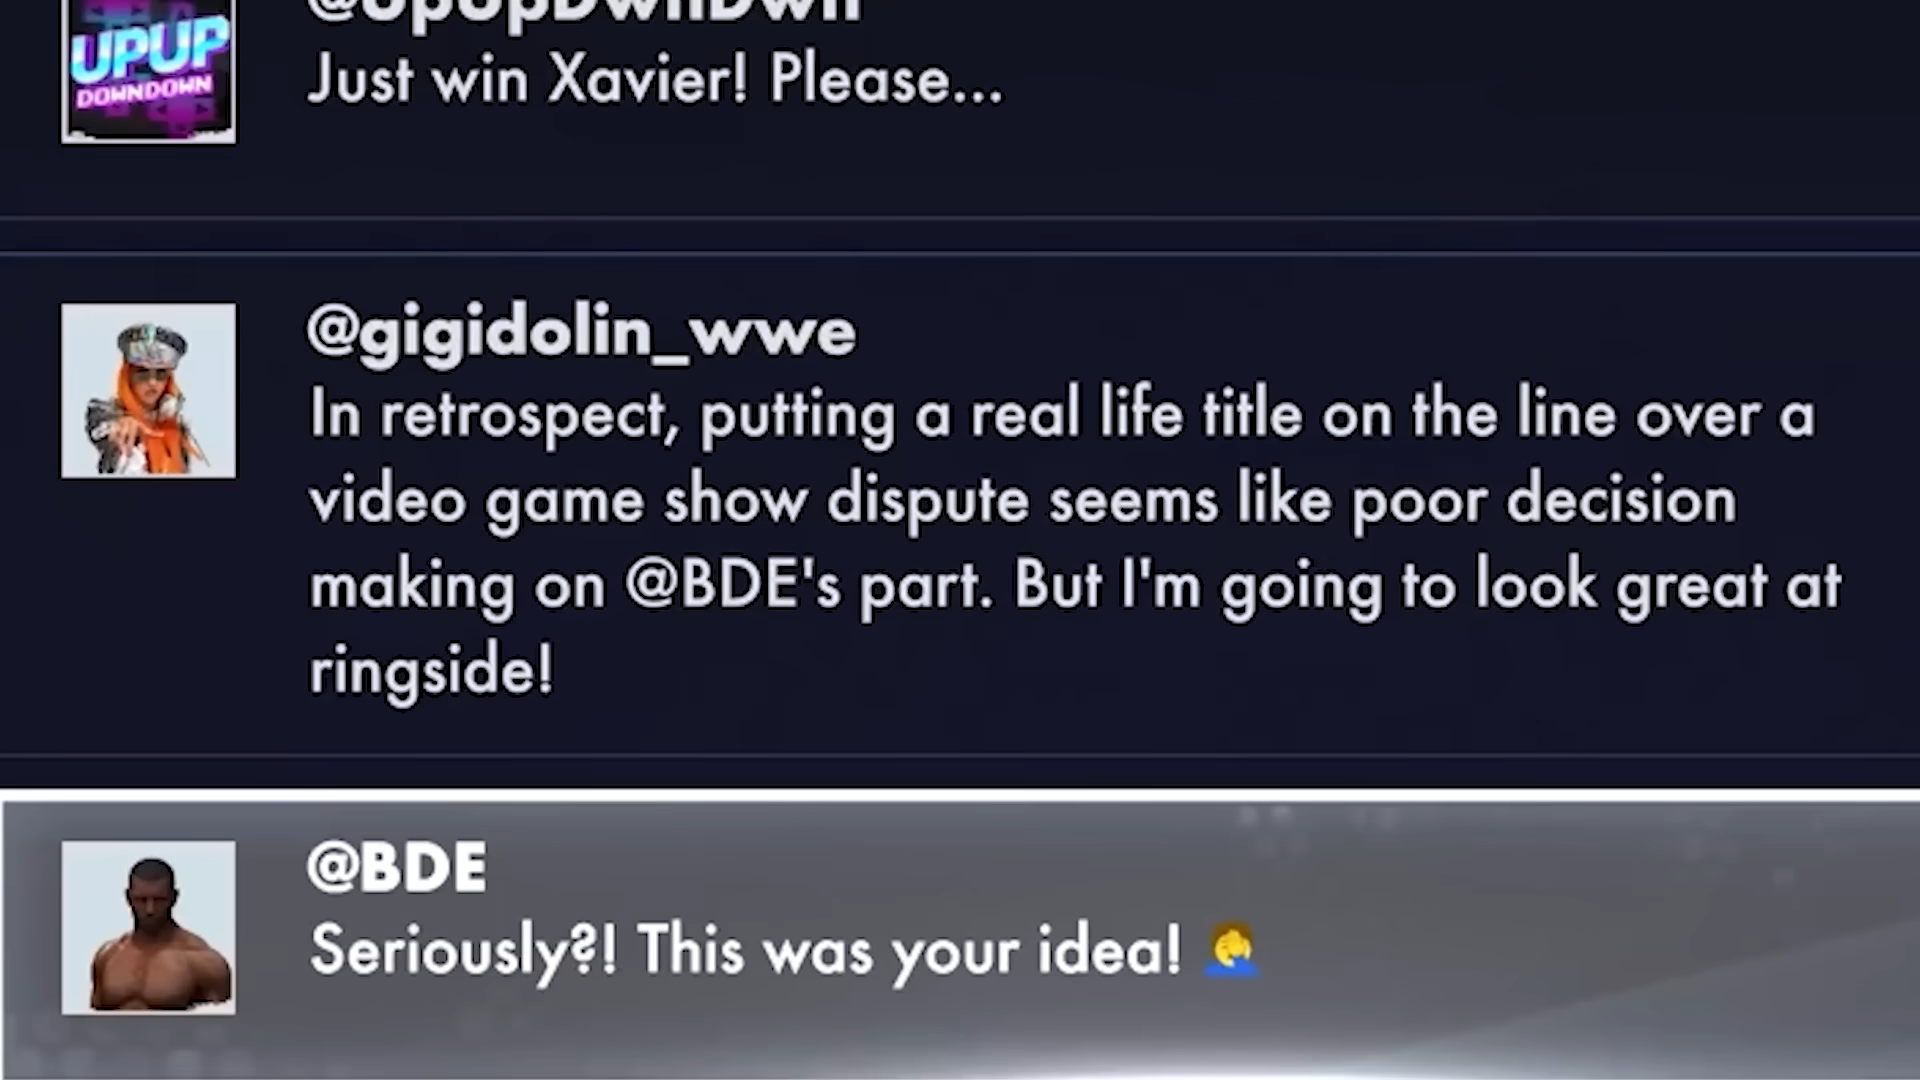 @UpUpDwnDwn
UPUP
DOWNDOWN
Just win Xavier! Please...
@gigidolin_wwe
In retrospect, putting a real life title on the line over a
video game show dispute seems like poor decision
making on @BDE's part. But I'm going to look great at
ringside!
@BDE
Seriously?! This was your idea! 🤦